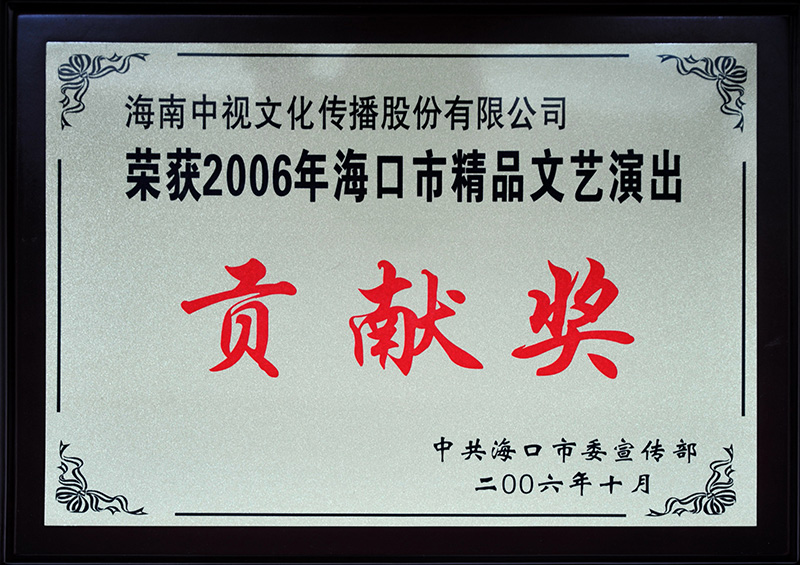 海南中视文化传播股份有限公司
荣获2006年海口市精品文艺演出
贡献奖
中共海口市委宣传部
二00六年十月